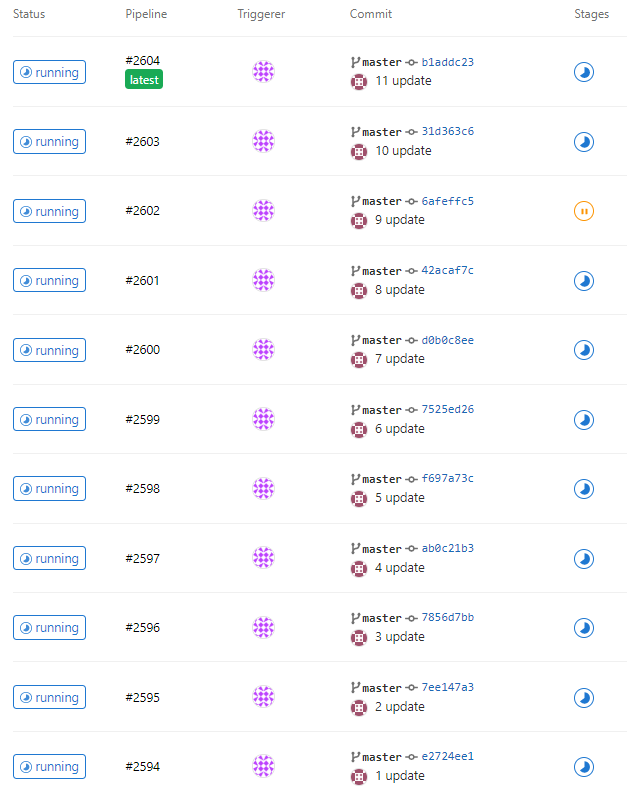 Status Pipeline Triggerer Commit Stages
running #2604 latest master b1addc23
11 update
running #2603 master 31d363c6
10 update
running #2602 master 6afeffc5
9 update
running #2601 master 42acaf7c
8 update
running #2600 master d0b0c8ee
7 update
running #2599 master 7525ed26
6 update
running #2598 master f697a73c
5 update
running #2597 master ab0c21b3
4 update
running #2596 master 7856d7bb
3 update
running #2595 master 7ee147a3
2 update
running #2594 master e2724ee1
1 update